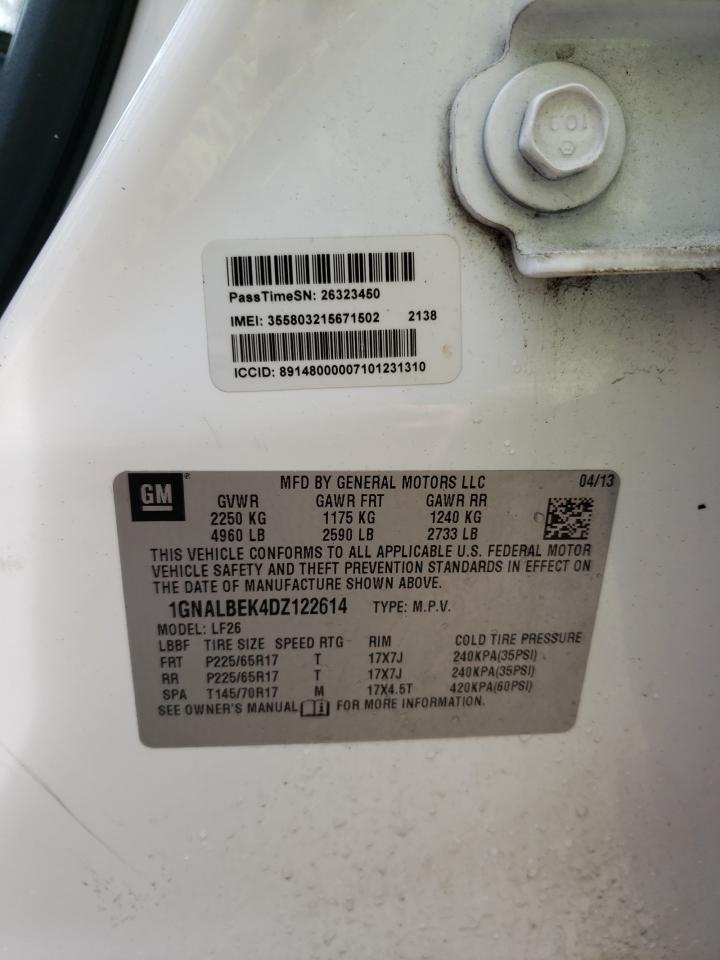 10.9
PassTimeSN: 26323450
IMEI: 355803215671502 2138
ICCID: 89148000007101231310
GM ® MFD BY GENERAL MOTORS LLC 04/13
GVWR GAWR FRT GAWR RR
2250 KG 1175 KG 1240 KG
4960 LB 2590 LB 2733 LB
THIS VEHICLE CONFORMS TO ALL APPLICABLE U.S. FEDERAL MOTOR
VEHICLE SAFETY AND THEFT PREVENTION STANDARDS IN EFFECT ON
THE DATE OF MANUFACTURE SHOWN ABOVE.
1GNALBEK4DZ122614 TYPE: M.P.V.
MODEL: LF26
LBBF TIRE SIZE SPEED RTG RIM COLD TIRE PRESSURE
FRT P225/65R17 T 17X7J 240KPA(35PSI)
RR P225/65R17 T 17X7J 240KPA(35PSI)
SPA T145/70R17 M 17X4.5T 420KPA(60PSI)
SEE OWNER'S MANUAL FOR MORE INFORMATION.